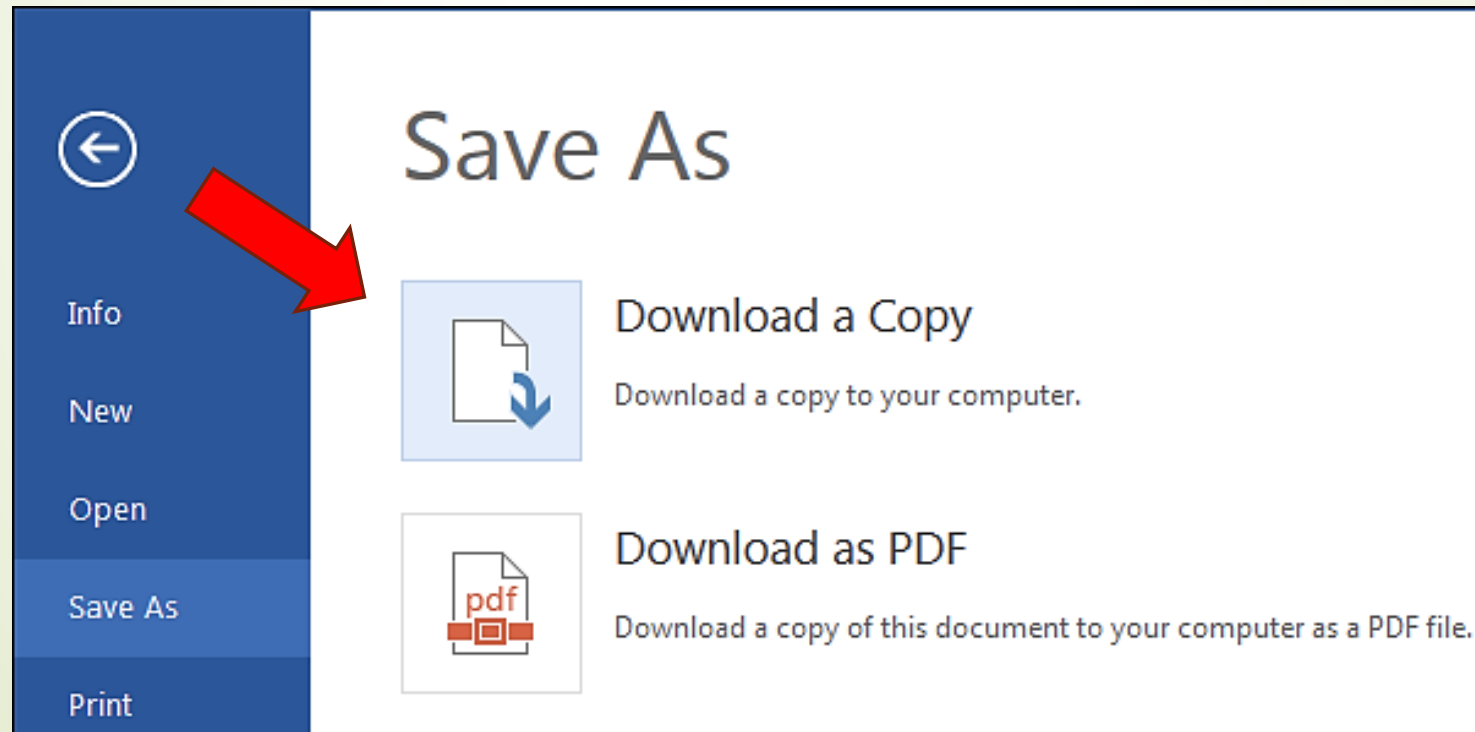 Save As
Info
New
Open
Save As
Print
Download a Copy
Download a copy to your computer.
pdf
Download as PDF
Download a copy of this document to your computer as a PDF file.